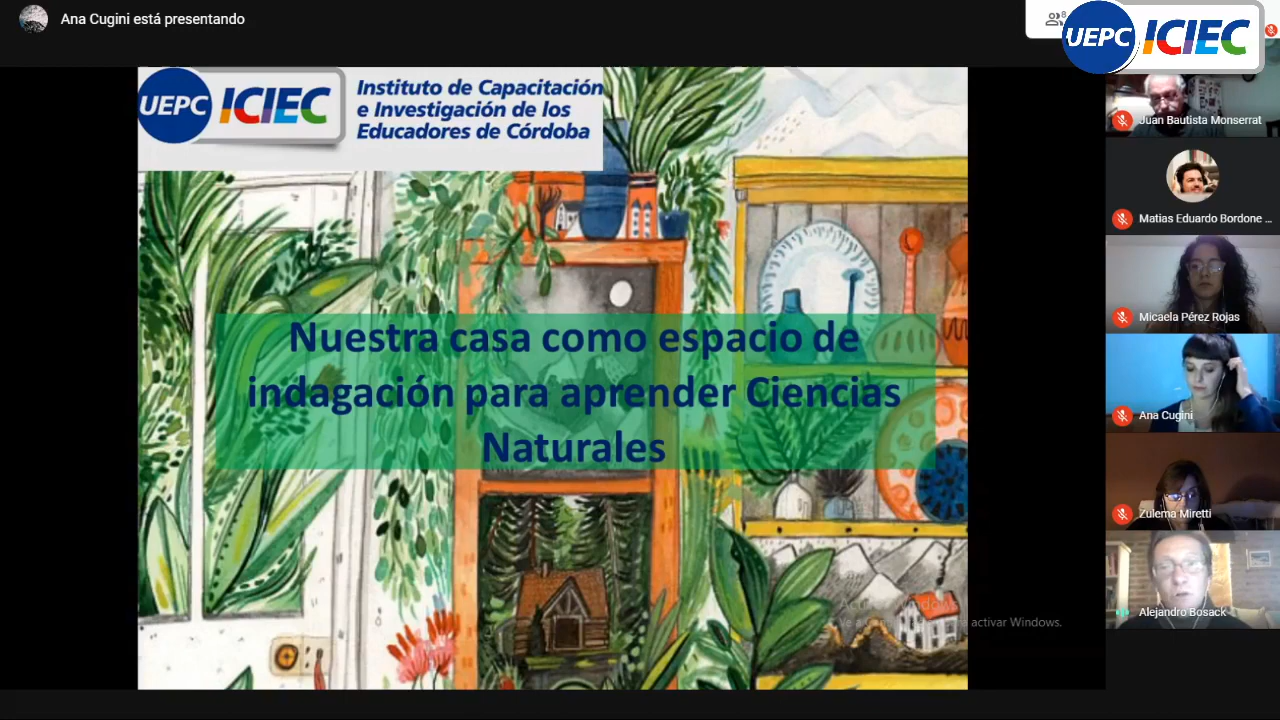 Ana Cugini está presentando
8
UEPC ICIEC
UEPC ICIEC
Instituto de Capacitación
e Investigación de los
Educadores de Córdoba
Nuestra casa como espacio de
indagación para aprender Ciencias
Naturales
Juan Bautista Monserrat
Matias Eduardo Bordone ...
Micaela Pérez Rojas
Ana Cugini
Zulema Miretti
Alejandro Bosack
activar Windows.